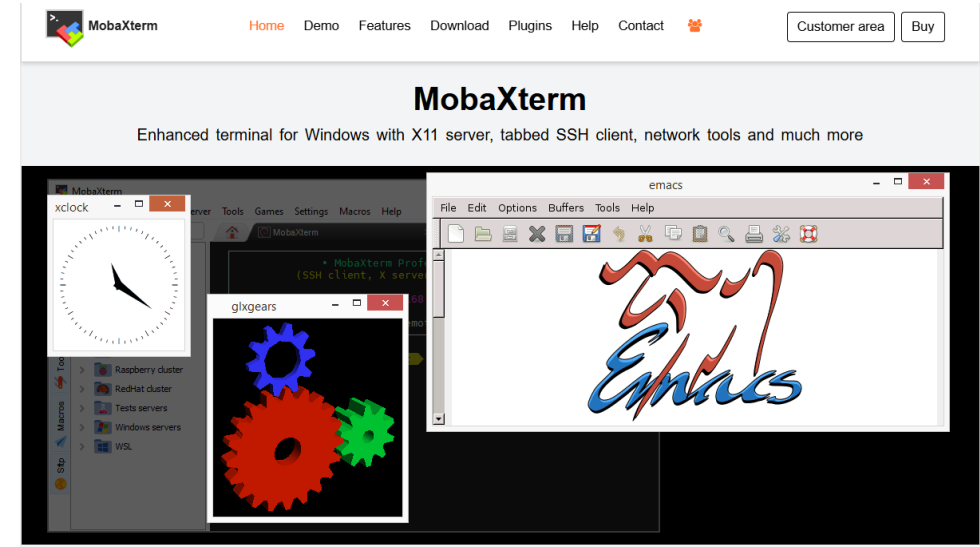 MobaXterm
Home Demo Features Download Plugins Help Contact
Customer area Buy
MobaXterm
Enhanced terminal for Windows with X11 server, tabbed SSH client, network tools and much more
MobaXterm
Tools Games Settings Macros Help
MobaXterm
xclock
emacs
File Edit Options Buffers Tools Help
Emacs
(SSH client, X
glxgears
Raspberry cluster
RedHat cluster
Tests servers
Windows servers
WSL
Macros
Sftp